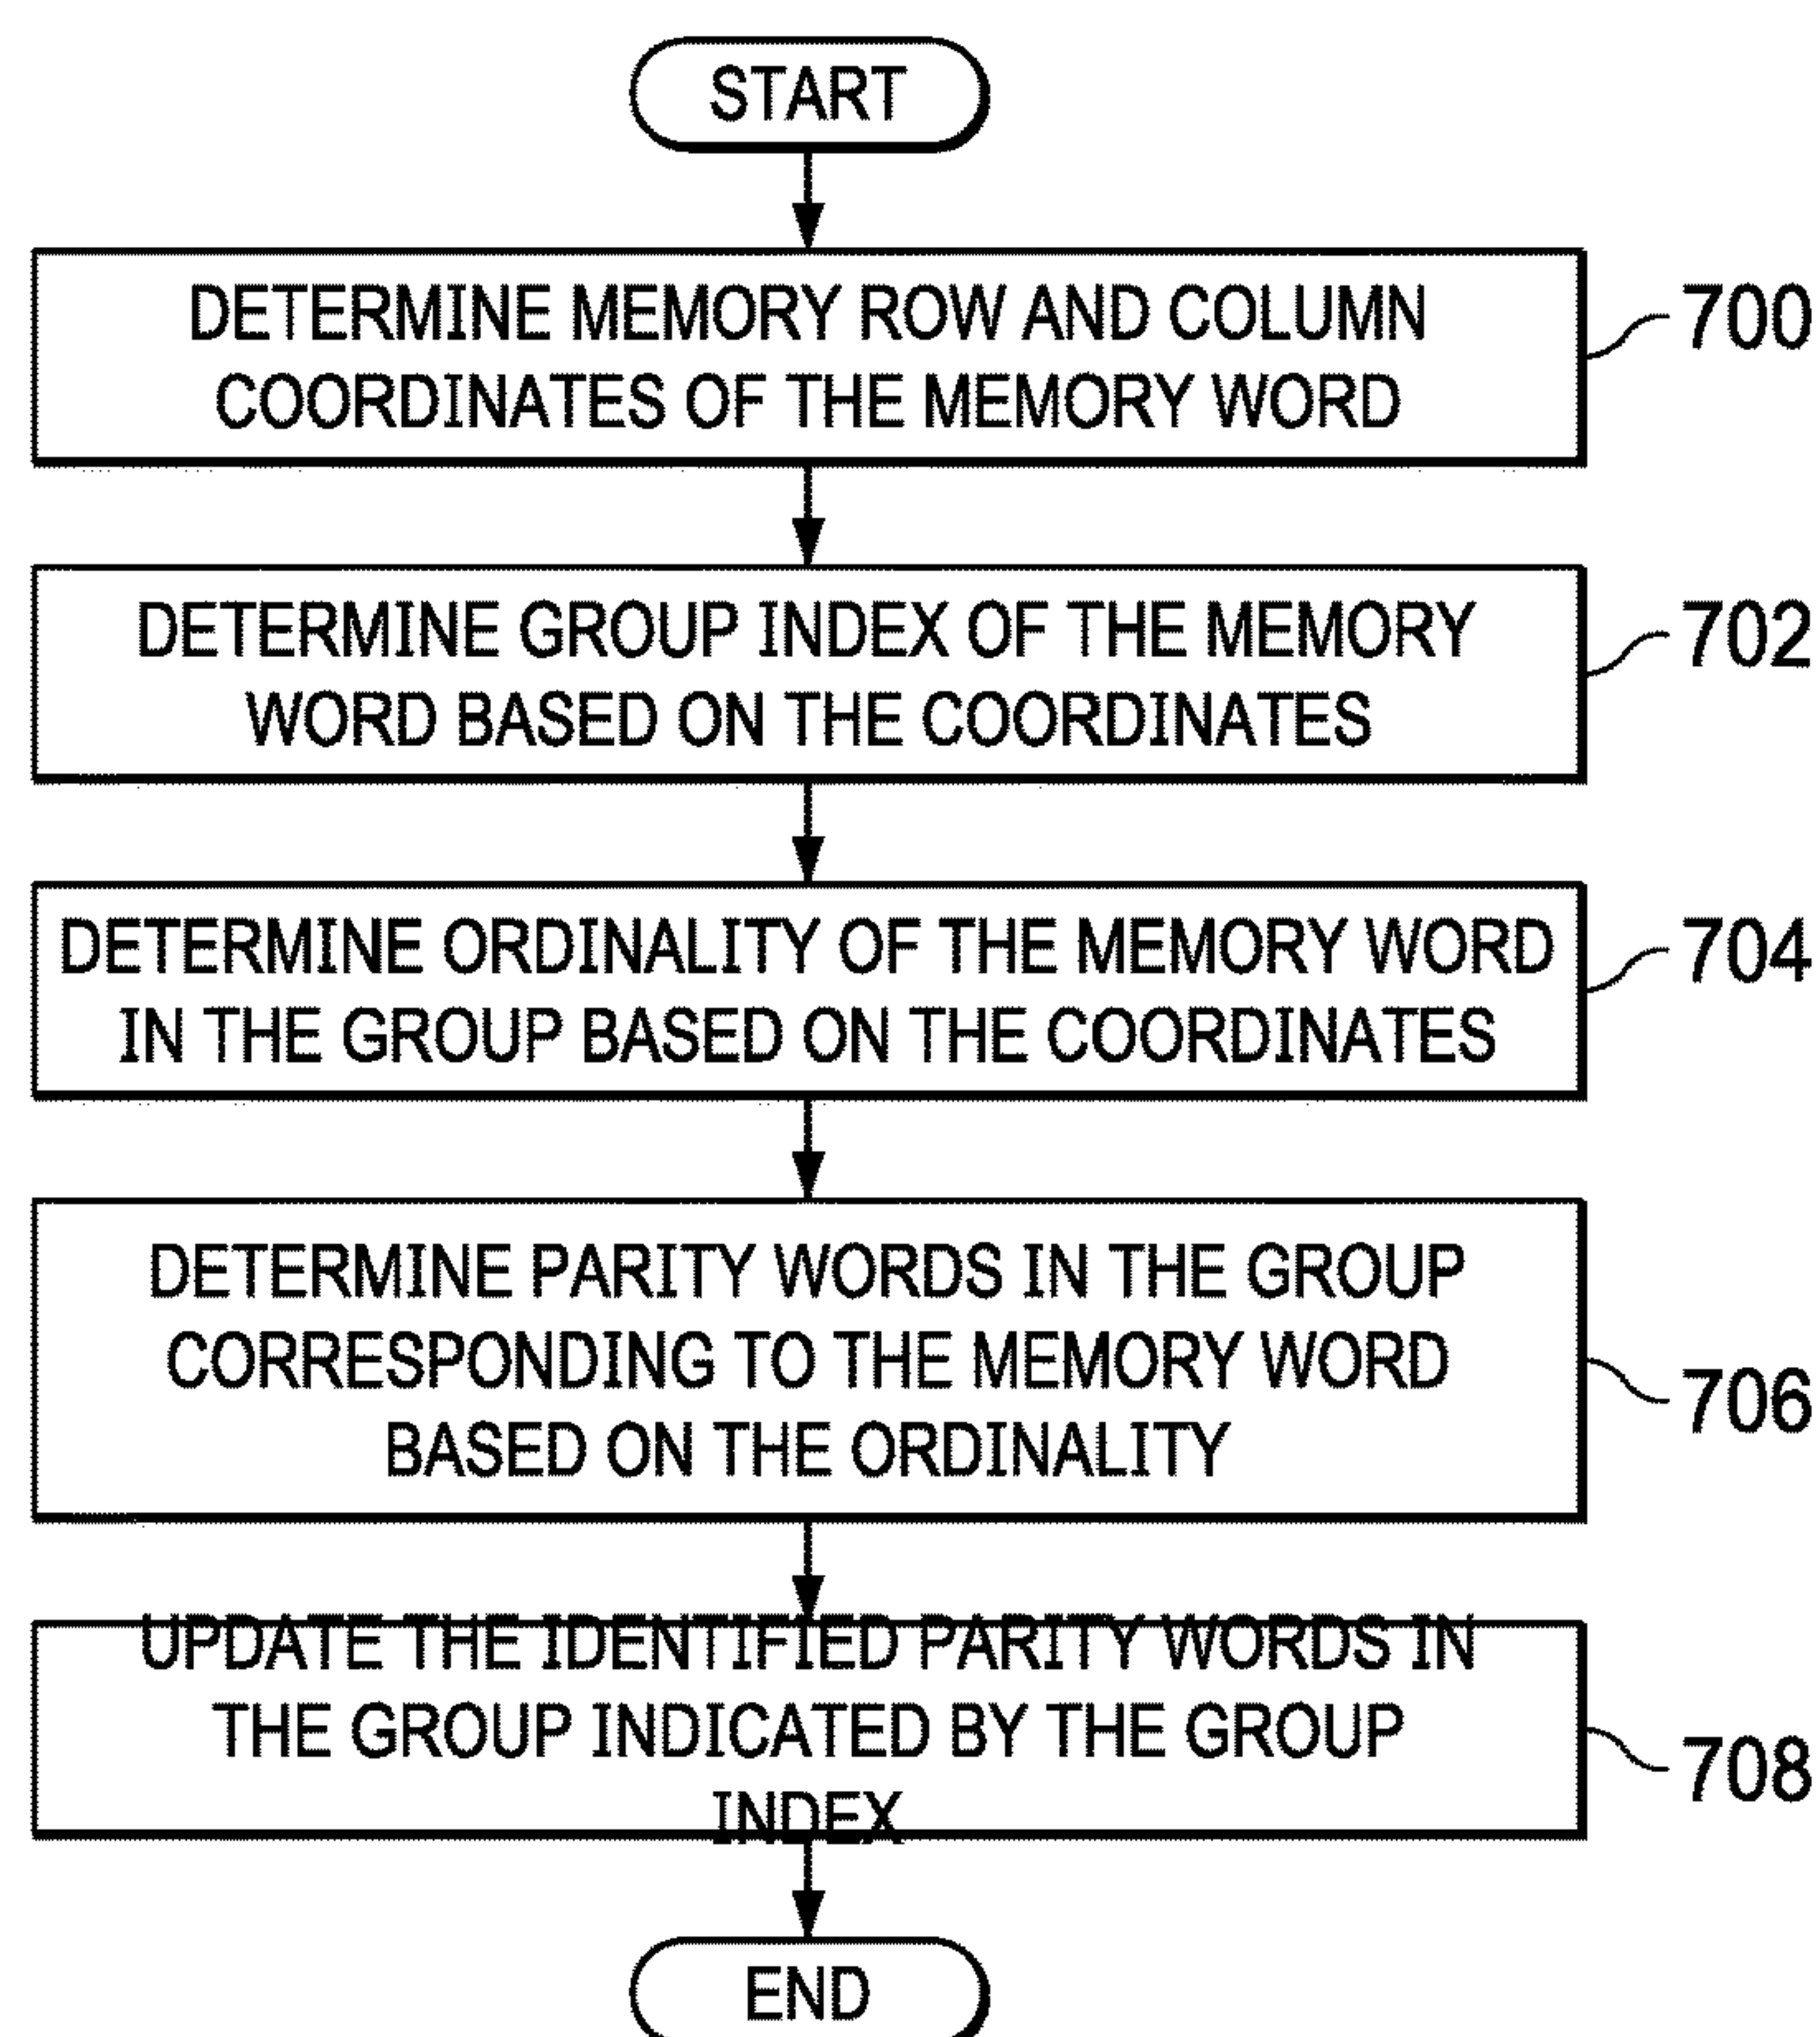 START
DETERMINE MEMORY ROW AND COLUMN
COORDINATES OF THE MEMORY WORD
700
DETERMINE GROUP INDEX OF THE MEMORY
WORD BASED ON THE COORDINATES
702
DETERMINE ORDINALITY OF THE MEMORY WORD
IN THE GROUP BASED ON THE COORDINATES
704
DETERMINE PARITY WORDS IN THE GROUP
CORRESPONDING TO THE MEMORY WORD
BASED ON THE ORDINALITY
706
UPDATE THE IDENTIFIED PARITY WORDS IN
THE GROUP INDICATED BY THE GROUP
INDEX
708
END